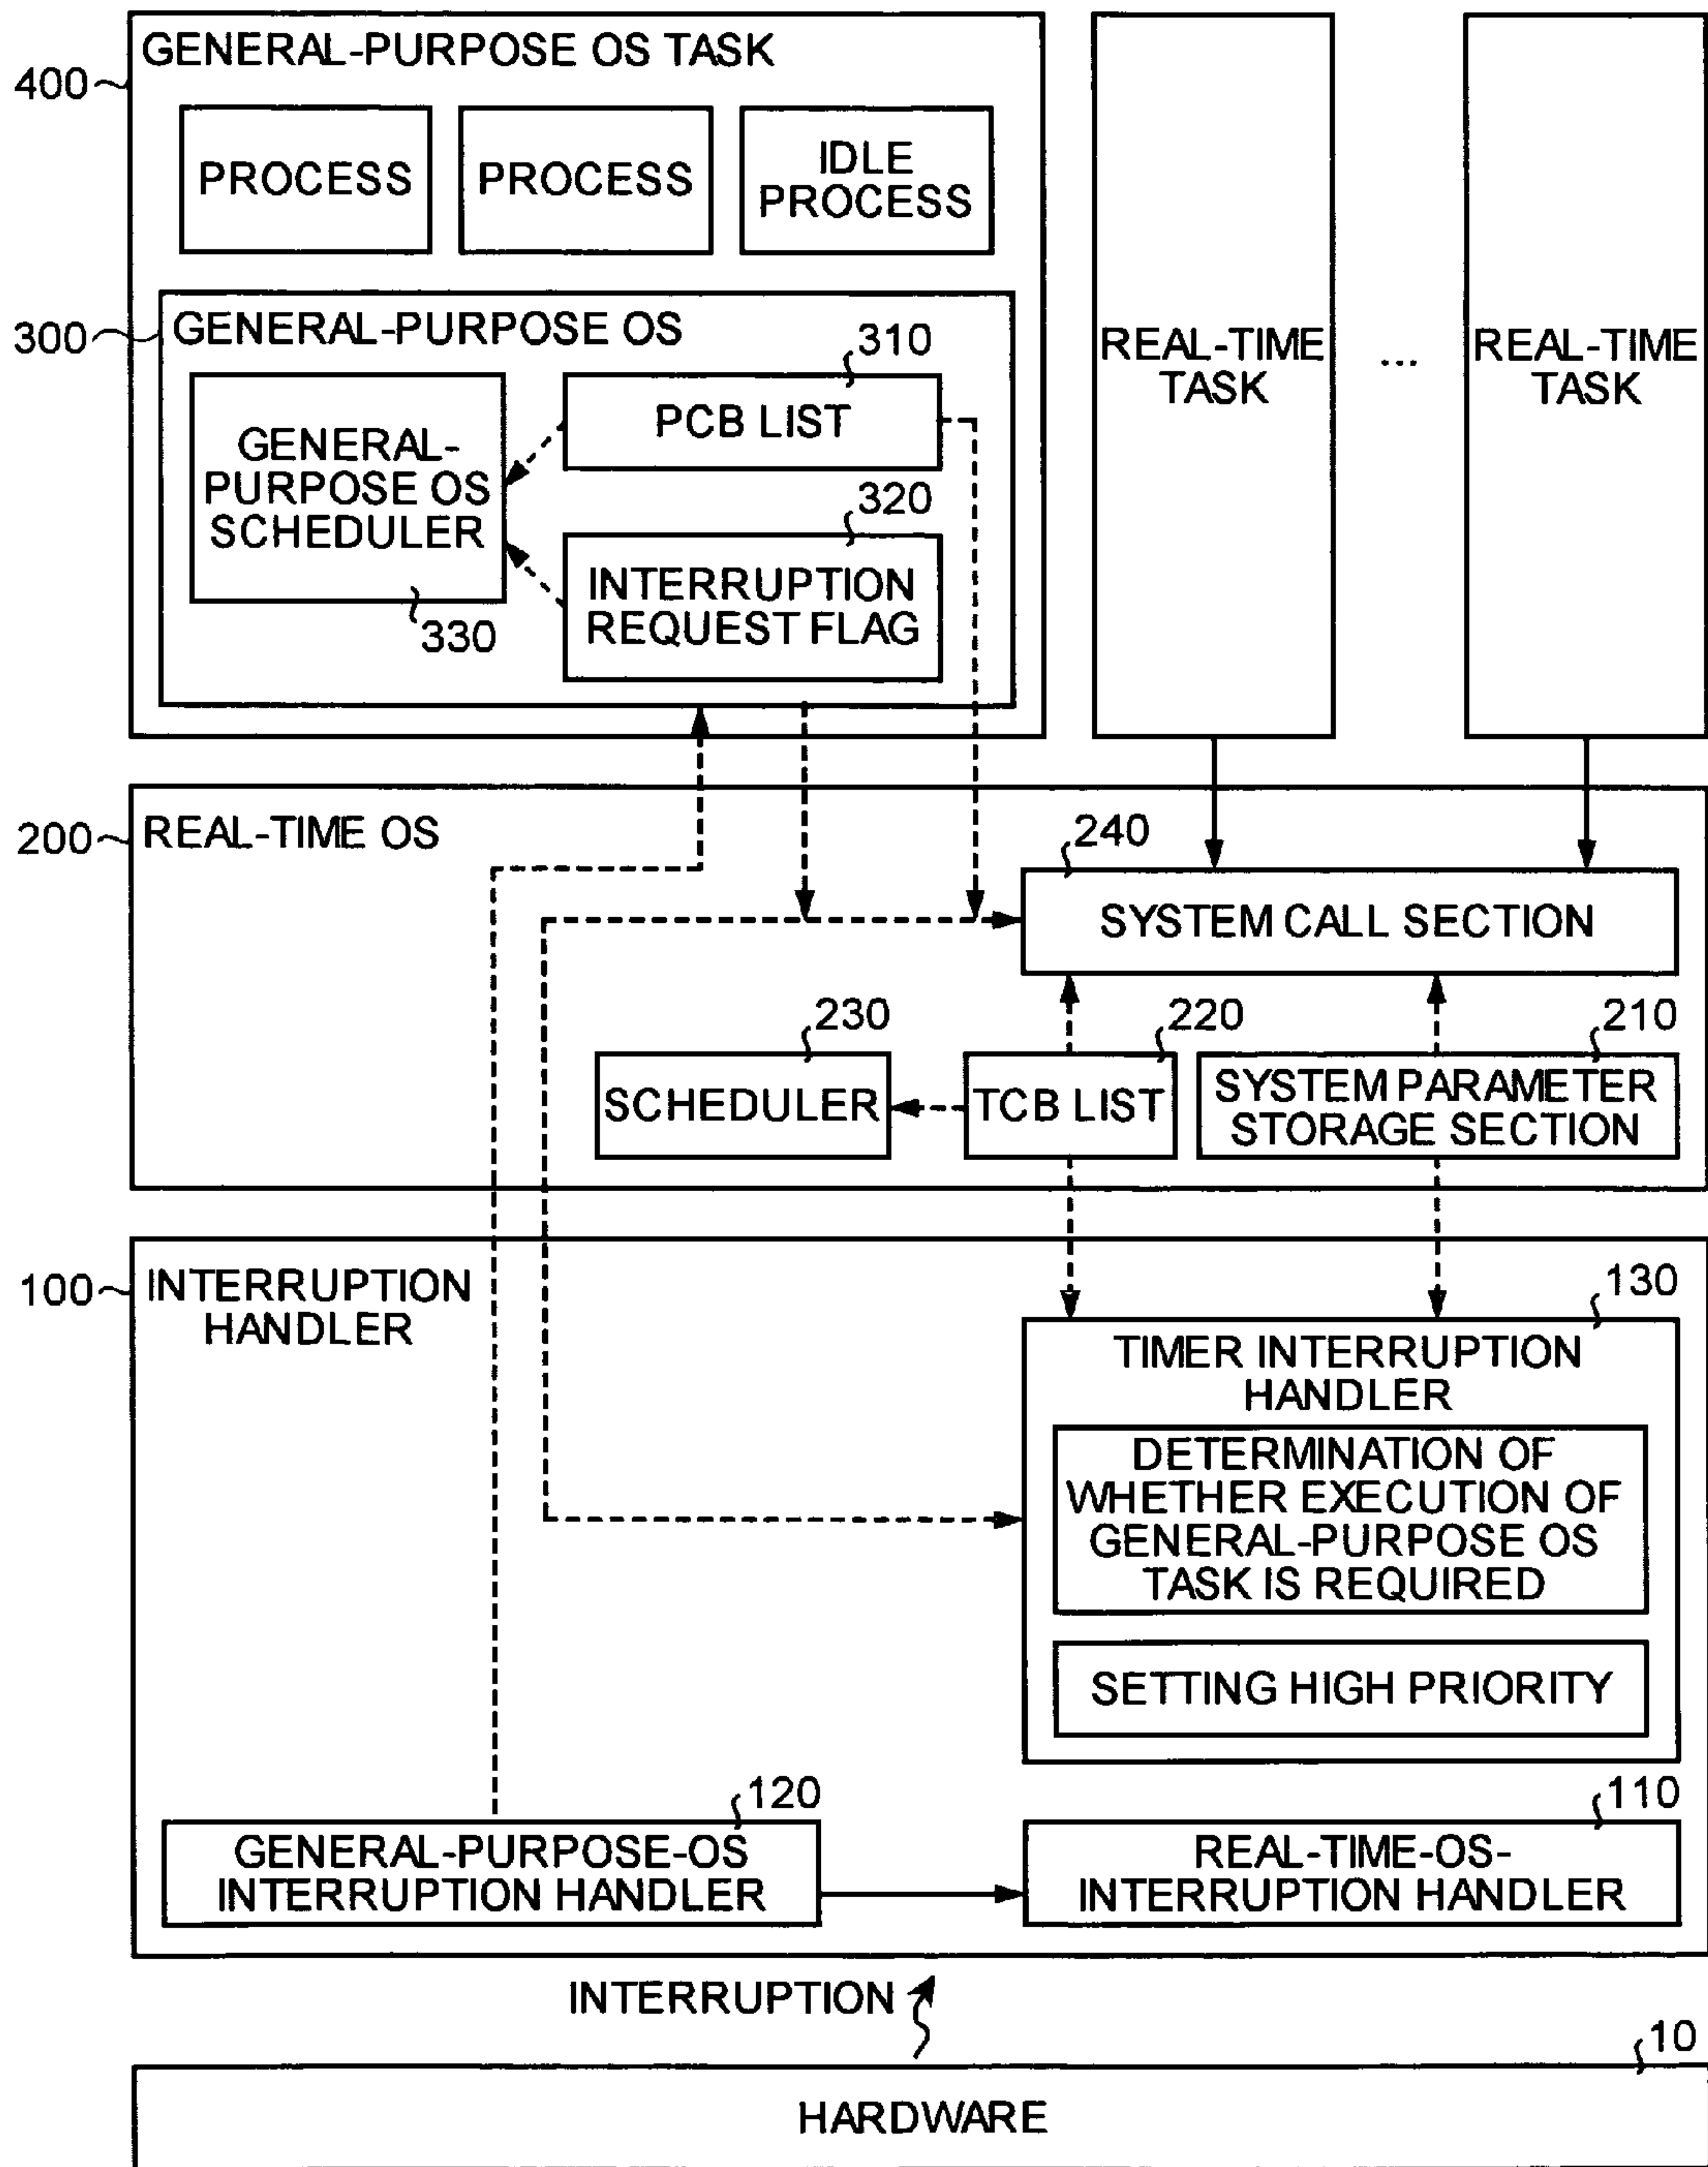 GENERAL-PURPOSE OS TASK
400
PROCESS
PROCESS
IDLE
PROCESS
300
GENERAL-PURPOSE OS
310
PCB LIST
GENERAL-
PURPOSE OS
SCHEDULER
330
320
INTERRUPTION
REQUEST FLAG
REAL-TIME
TASK
...
REAL-TIME
TASK
200
REAL-TIME OS
240
SYSTEM CALL SECTION
230
SCHEDULER
220
TCB LIST
210
SYSTEM PARAMETER
STORAGE SECTION
100
INTERRUPTION
HANDLER
130
TIMER INTERRUPTION
HANDLER
DETERMINATION OF
WHETHER EXECUTION OF
GENERAL-PURPOSE OS
TASK IS REQUIRED
SETTING HIGH PRIORITY
120
GENERAL-PURPOSE-OS
INTERRUPTION HANDLER
110
REAL-TIME-OS-
INTERRUPTION HANDLER
INTERRUPTION
10
HARDWARE